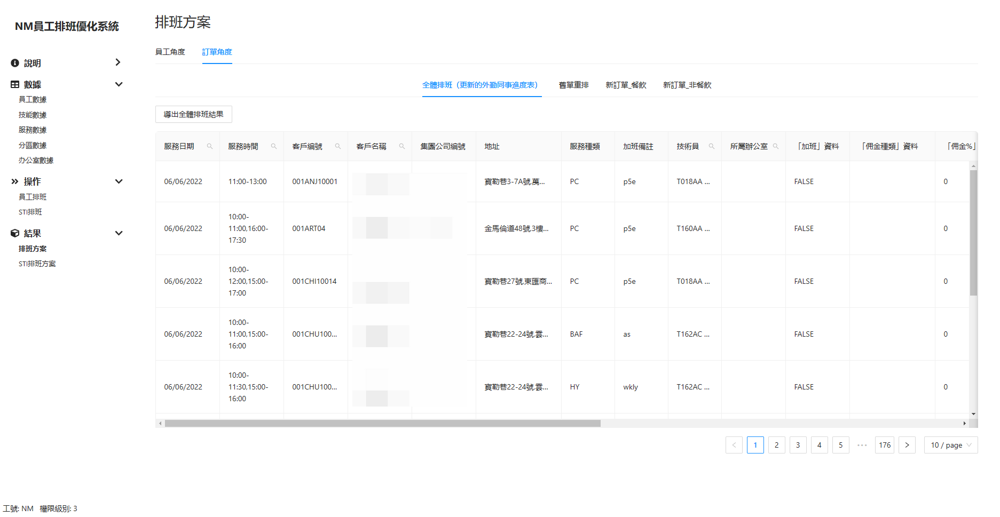 NM員工排班優化系統
說明
數據
員工數據
技能數據
服務數據
分區數據
办公室數據
操作
員工排班
STI排班
結果
排班方案
STI排班方案
工號: NM 權限級別: 3
排班方案
員工角度 訂單角度
全體排班（更新的外勤同事進度表） 舊單重排 新訂單_餐飲 新訂單_非餐飲
導出全體排班結果
服務日期 服務時間 客戶編號 客戶名稱 集團公司編號 地址 服務種類 加班備註 技術員 所屬辦公室 「加班」資料 「佣金種類」資料 「佣金%」
06/06/2022 11:00-13:00 001ANJ10001 寶勒巷3-7A號,萬... PC p5e T018AA ... FALSE 0
10:00-
06/06/2022 11:00,16:00- 001ART04 金馬倫道48號,3樓... PC p5e T160AA ... FALSE 0
17:30
10:00-
06/06/2022 12:00,15:00- 001CHI10014 寶勒巷27號,東匯商... PC p5e T018AA ... FALSE 0
17:00
10:00-
06/06/2022 11:00,15:00- 001CHU100... 寶勒巷22-24號,雲... BAF as T162AC ... FALSE 0
16:00
10:00-
06/06/2022 11:30,15:00- 001CHU100... 寶勒巷22-24號,雲... HY wkly T162AC ... FALSE 0
16:00
1 2 3 4 5 ••• 176 10 / page